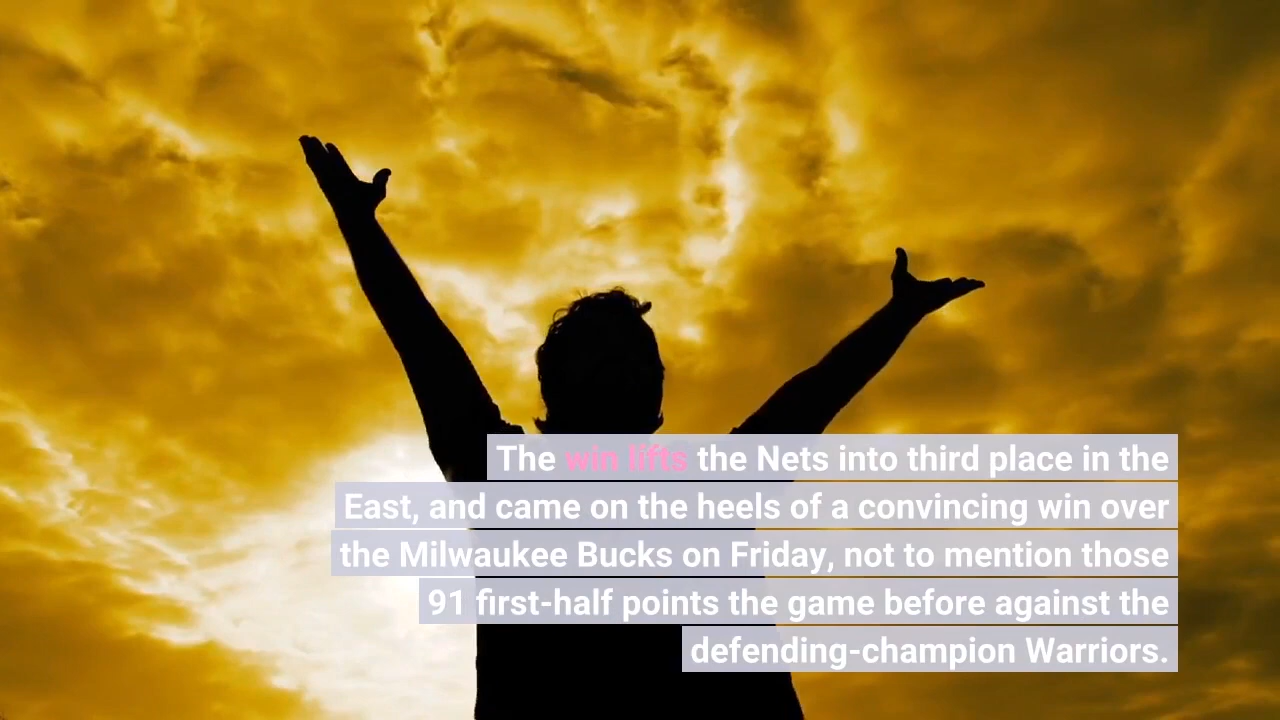 The win lifts the Nets into third place in the
East, and came on the heels of a convincing win over
the Milwaukee Bucks on Friday, not to mention those
91 first-half points the game before against the
defending-champion Warriors.